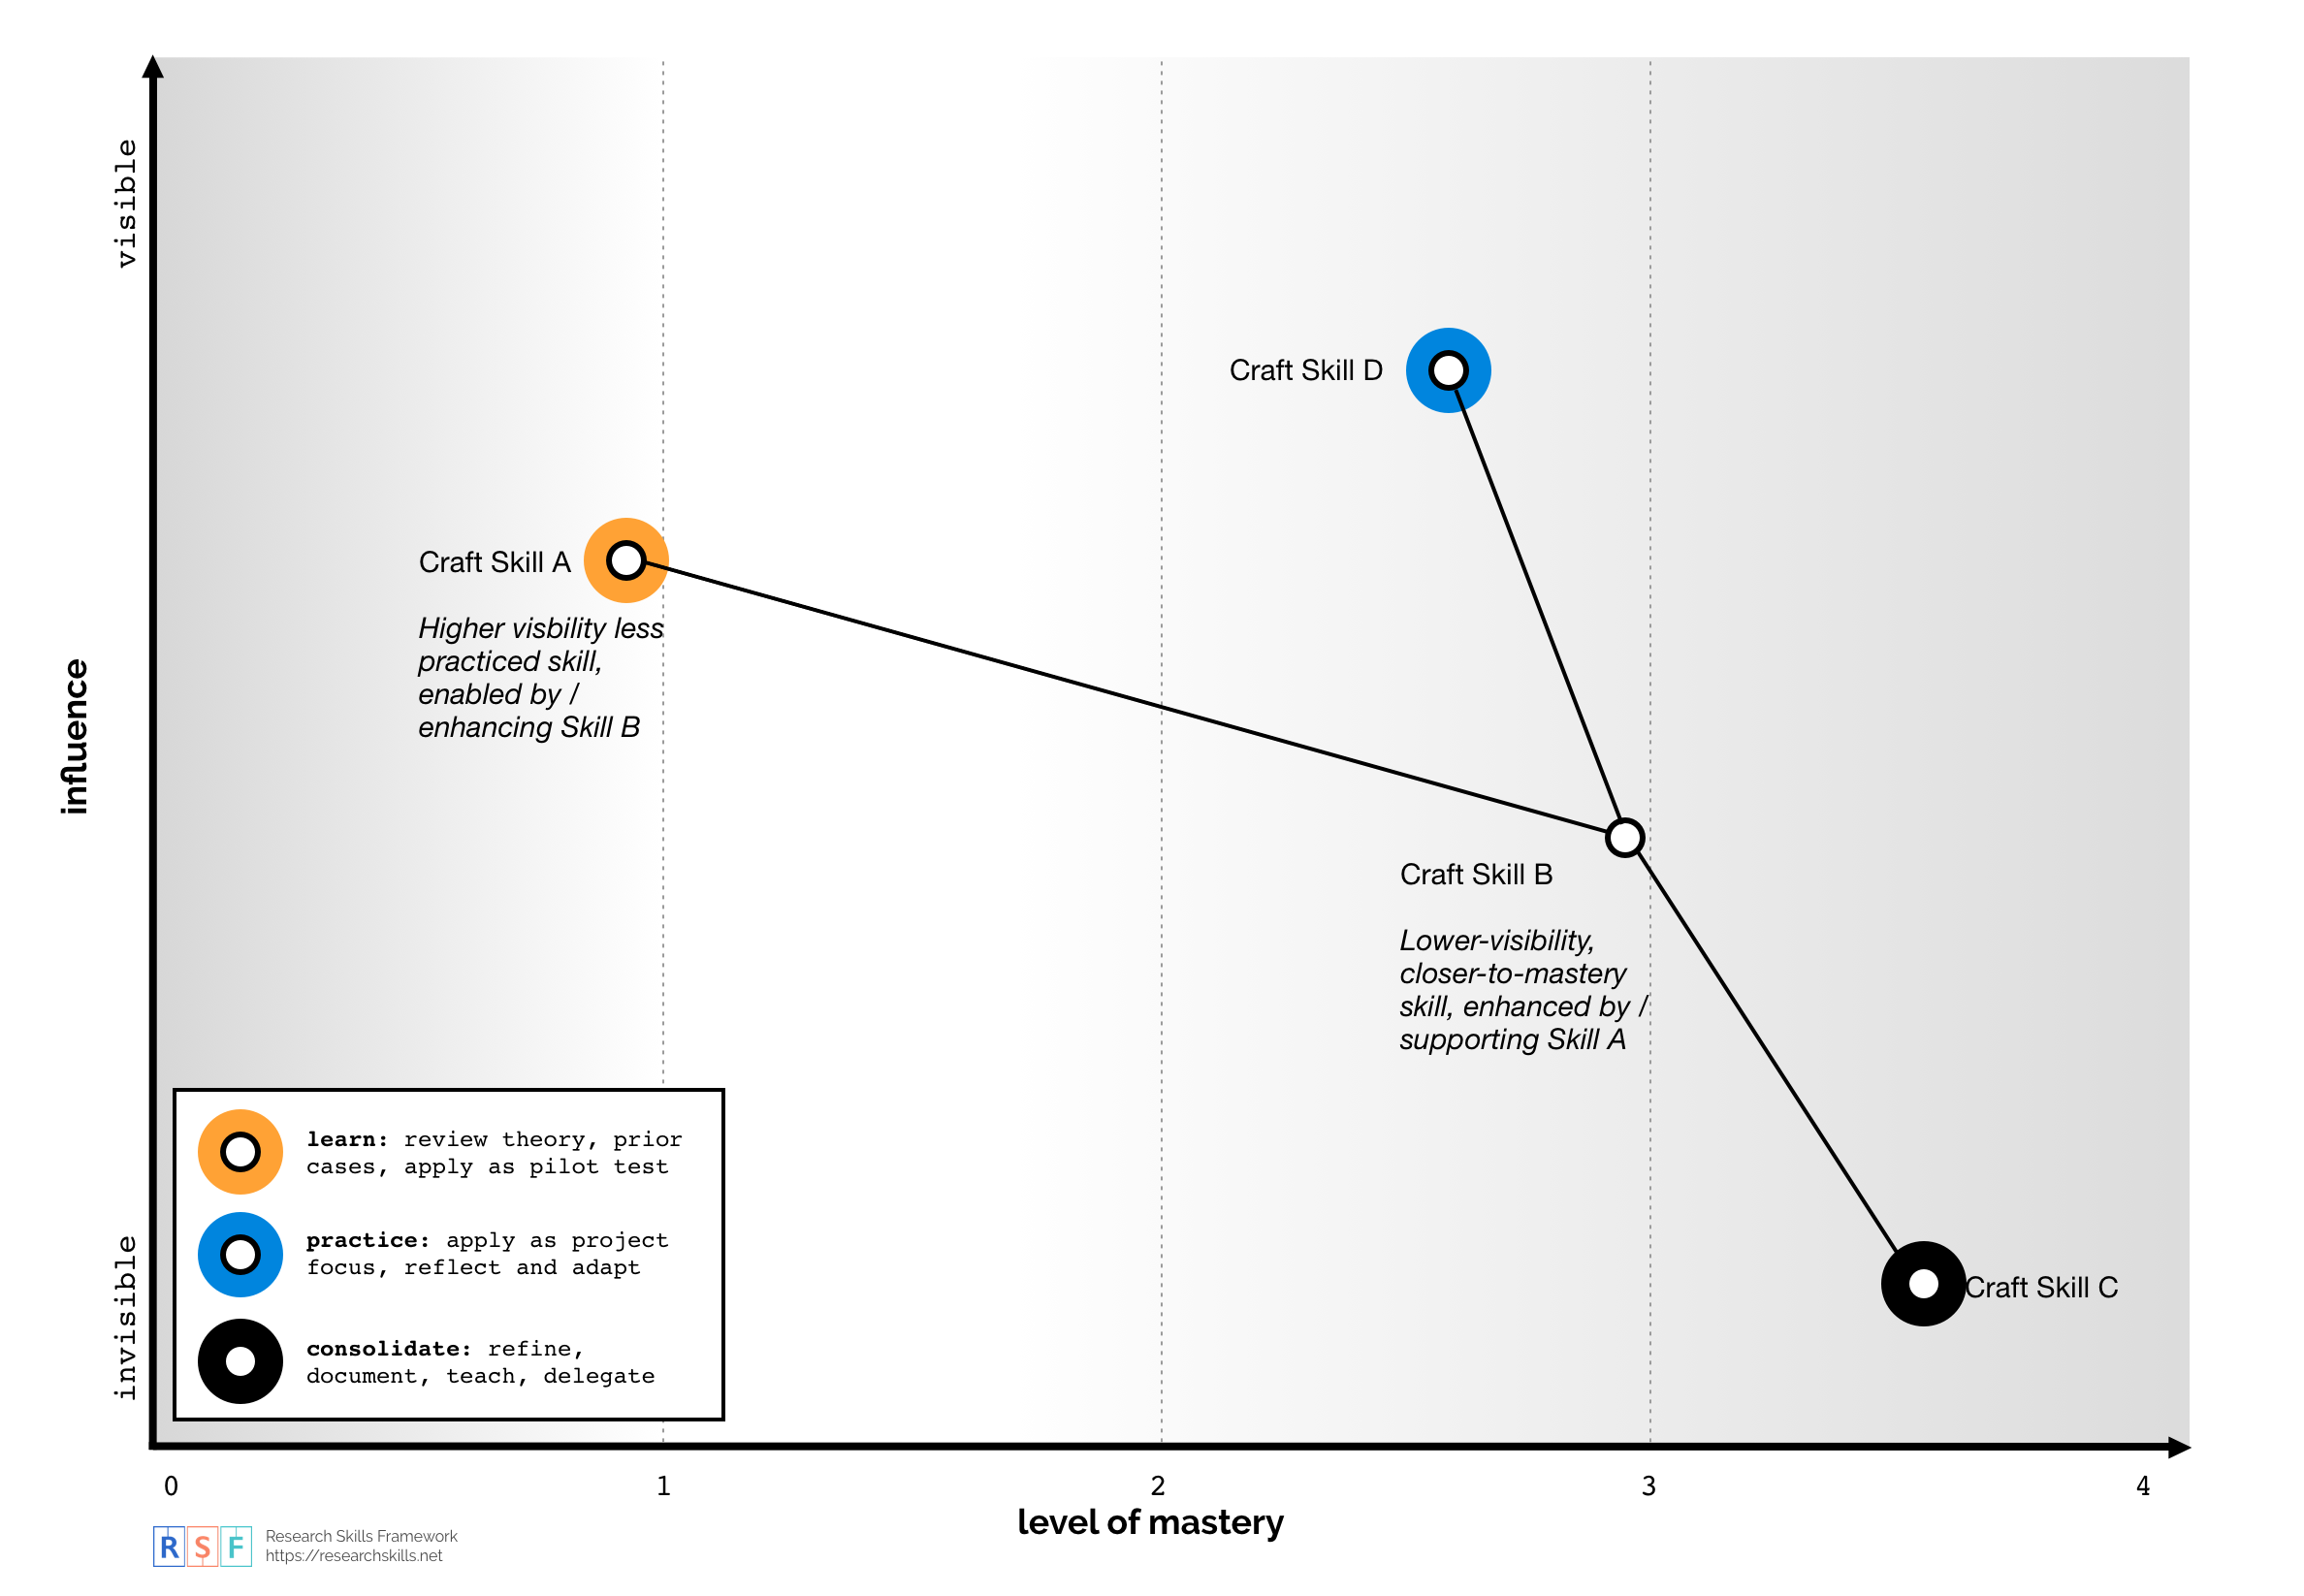 visible
Craft Skill D
Craft Skill A
Higher visbility less
practiced skill,
enabled by /
enhancing Skill B
influence
Craft Skill B
Lower-visibility,
closer-to-mastery
skill, enhanced by /
supporting Skill A
learn: review theory, prior
cases, apply as pilot test
practice: apply as project
focus, reflect and adapt
consolidate: refine,
document, teach, delegate
invisible
Craft Skill C
0 1 2 3 4
level of mastery
RSF
Research Skills Framework
https://researchskills.net